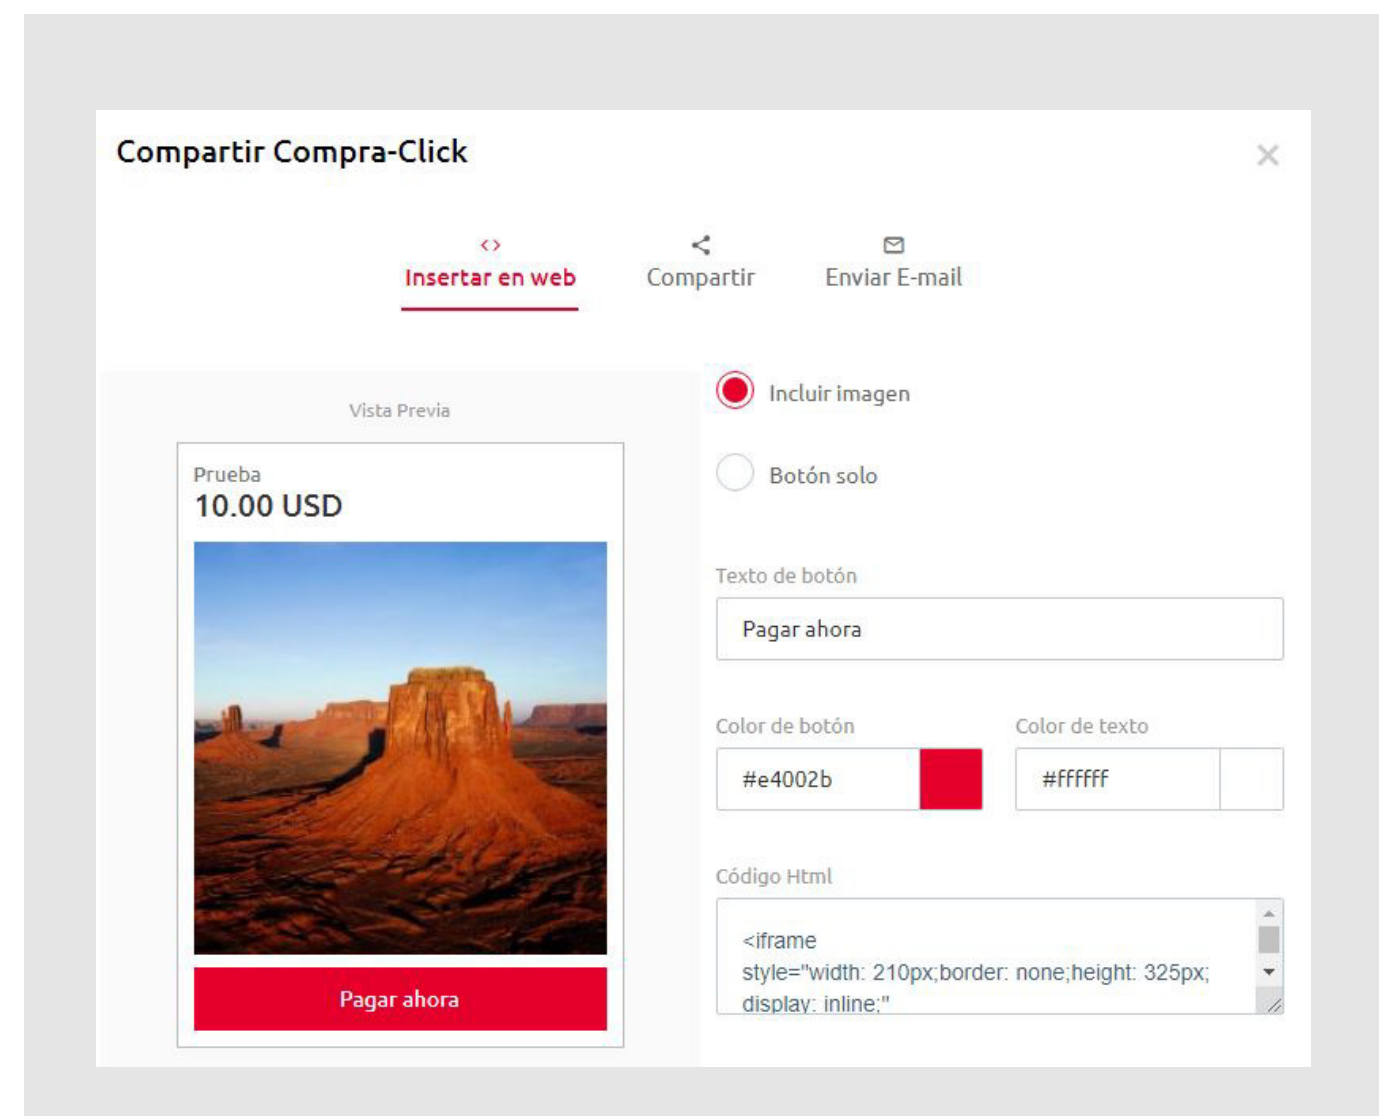 Compartir Compra-Click
Insertar en web
Compartir
Enviar E-mail
Vista Previa
Prueba
10.00 USD
Pagar ahora
Incluir imagen
Botón solo
Texto de botón
Pagar ahora
Color de botón
Color de texto
#e4002b
#ffffff
Código Html
<iframe
style="width: 210px;border: none;height: 325px;
display: inline;"